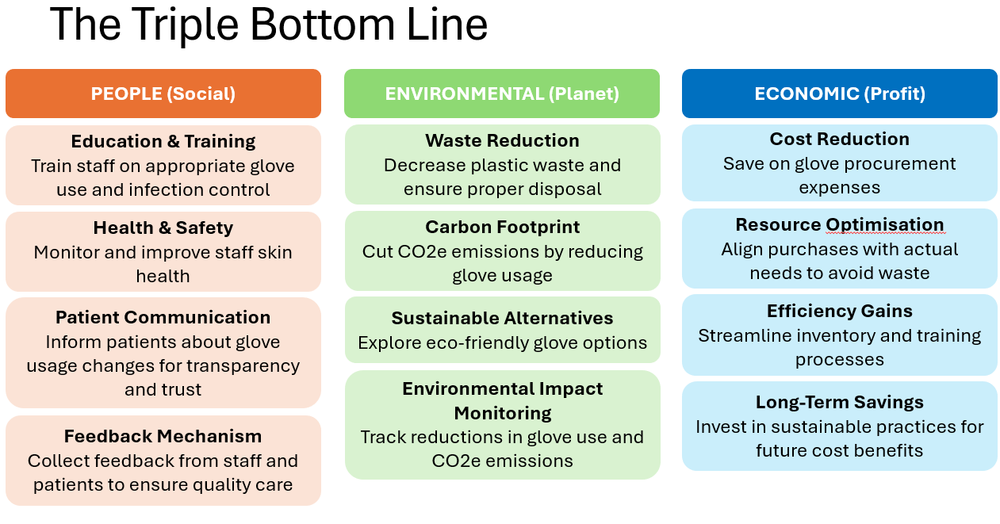 The Triple Bottom Line
PEOPLE (Social)
Education & Training
Train staff on appropriate glove
use and infection control
Health & Safety
Monitor and improve staff skin
health
Patient Communication
Inform patients about glove
usage changes for transparency
and trust
Feedback Mechanism
Collect feedback from staff and
patients to ensure quality care
ENVIRONMENTAL (Planet)
Waste Reduction
Decrease plastic waste and
ensure proper disposal
Carbon Footprint
Cut CO2e emissions by reducing
glove usage
Sustainable Alternatives
Explore eco-friendly glove options
Environmental Impact
Monitoring
Track reductions in glove use and
CO2e emissions
ECONOMIC (Profit)
Cost Reduction
Save on glove procurement
expenses
Resource Optimisation
Align purchases with actual
needs to avoid waste
Efficiency Gains
Streamline inventory and training
processes
Long-Term Savings
Invest in sustainable practices for
future cost benefits